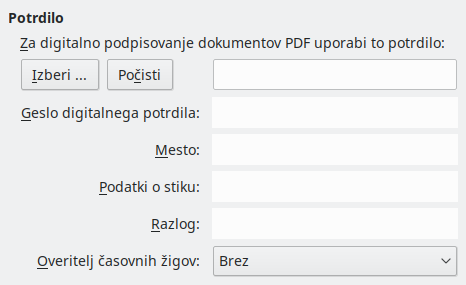 Potrdilo
Za digitalno podpisovanje dokumentov PDF uporabi to potrdilo:
Izberi ... Počisti
Geslo digitalnega potrdila:
Mesto:
Podatki o stiku:
Razlog:
Overitelj časovnih žigov: Brez